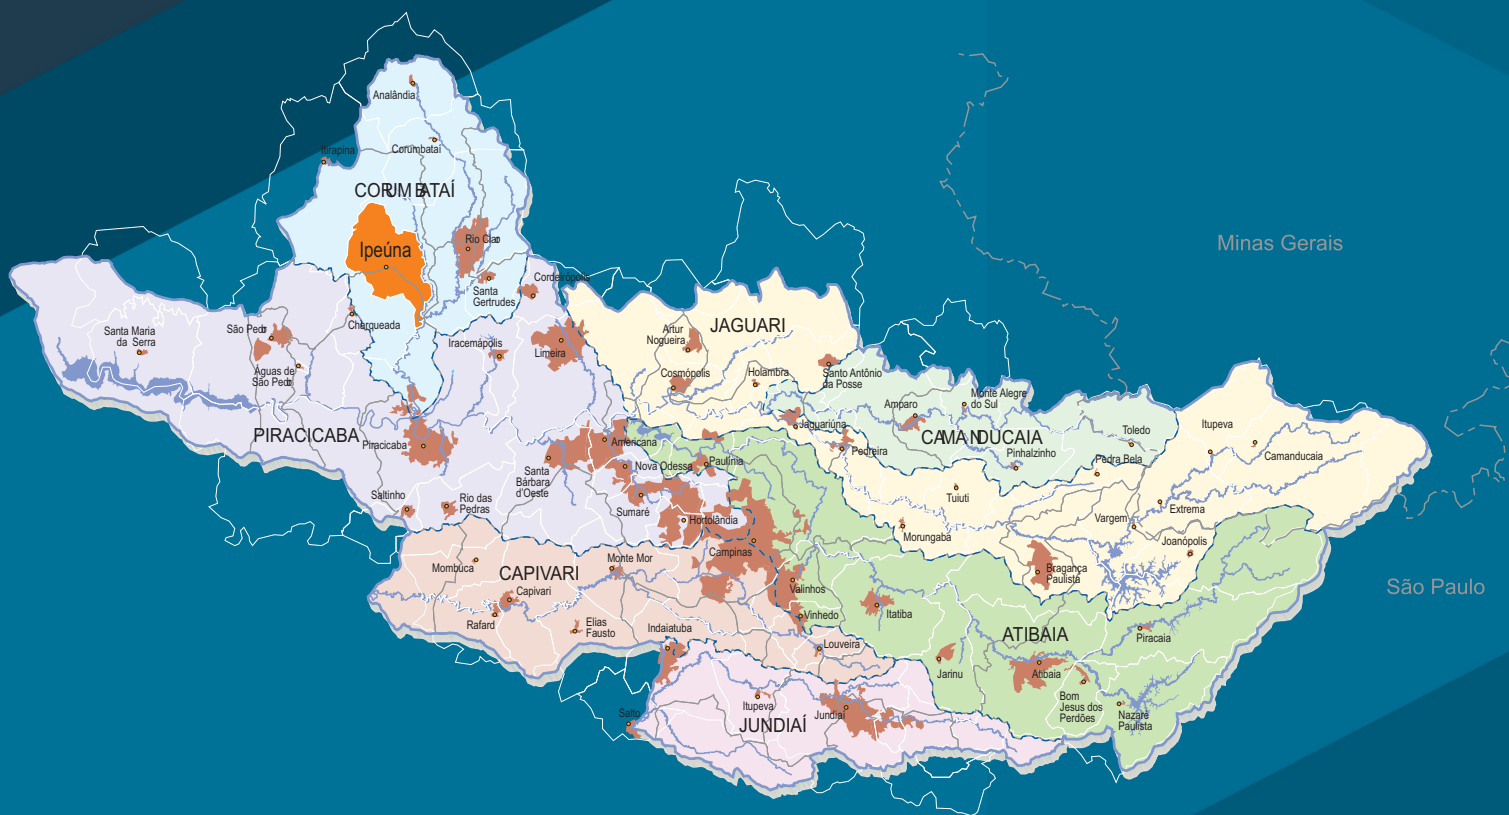 Analândia
Corumbataí
Itirapina
CORUMBATAÍ
Ipeúna
Rio Claro
Minas Gerais
Santa
Gertrudes
Cordeirópolis
Charqueada
São Pedro
Santa Maria
da Serra
Águas de
São Pedro
Iracemápolis
Limeira
Artur
Nogueira
JAGUARI
Cosmópolis
Holambra
Santo Antônio
da Posse
Monte Alegre
do Sul
Amparo
Jaguariúna
CAMANDUCAIA
Toledo
Itupeva
Camanducaia
PIRACICABA
Piracicaba
Americana
Pedreira
Pinhalzinho
Pedra Bela
Nova Odessa
Paulínia
Santa
Bárbara
d'Oeste
Sumaré
Tuiuti
Extrema
Saltinho
Rio das
Pedras
Hortolândia
Vargem
Morungaba
Joanópolis
Campinas
Monte Mor
Mombuca
CAPIVARI
Capivari
Bragança
Paulista
Valinhos
São Paulo
Rafard
Elias
Fausto
Indaiatuba
Vinhedo
Itatiba
Louveira
ATIBAIA
Piracaia
Jarinu
Atibaia
Bom
Jesus dos
Perdões
Nazaré
Paulista
Salto
Itupeva
Jundiaí
JUNDIAÍ